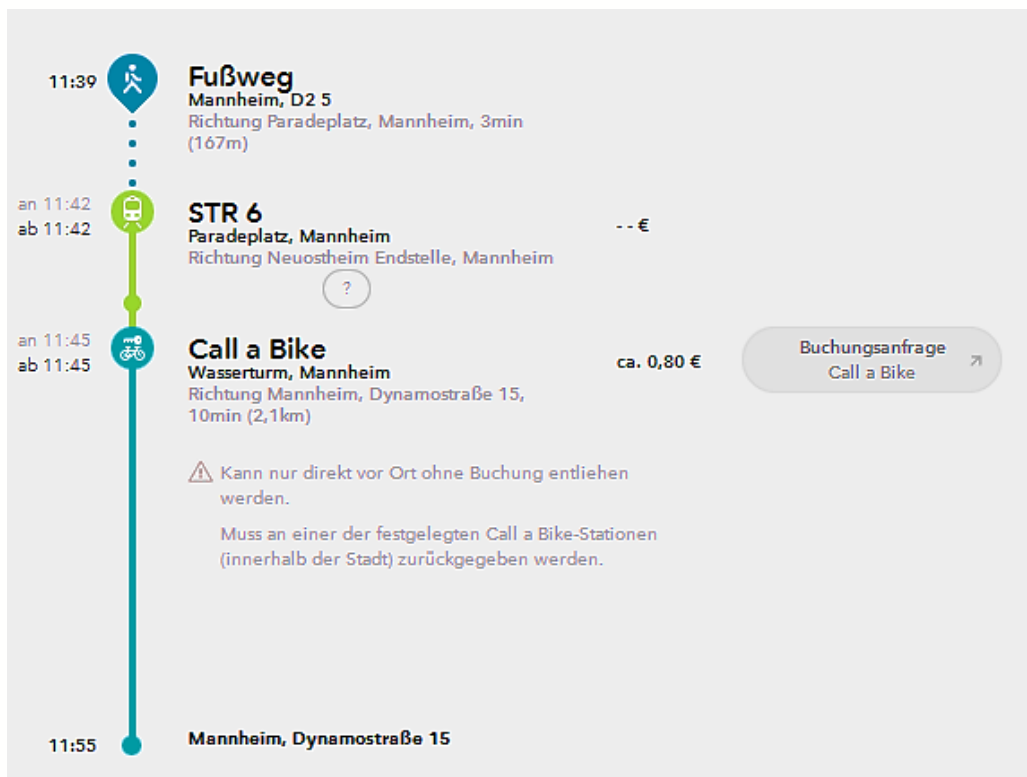 11:39
Fußweg
Mannheim, D2 5
Richtung Paradeplatz, Mannheim, 3min
(167m)
an 11:42
ab 11:42
STR 6
Paradeplatz, Mannheim
Richtung Neuostheim Endstelle, Mannheim
- - €
?
an 11:45
ab 11:45
Call a Bike
Wasserturm, Mannheim
Richtung Mannheim, Dynamostraße 15,
10min (2,1km)
ca. 0,80 €
Buchungsanfrage
Call a Bike
Kann nur direkt vor Ort ohne Buchung entliehen
werden.
Muss an einer der festgelegten Call a Bike-Stationen
(innerhalb der Stadt) zurückgegeben werden.
11:55
Mannheim, Dynamostraße 15